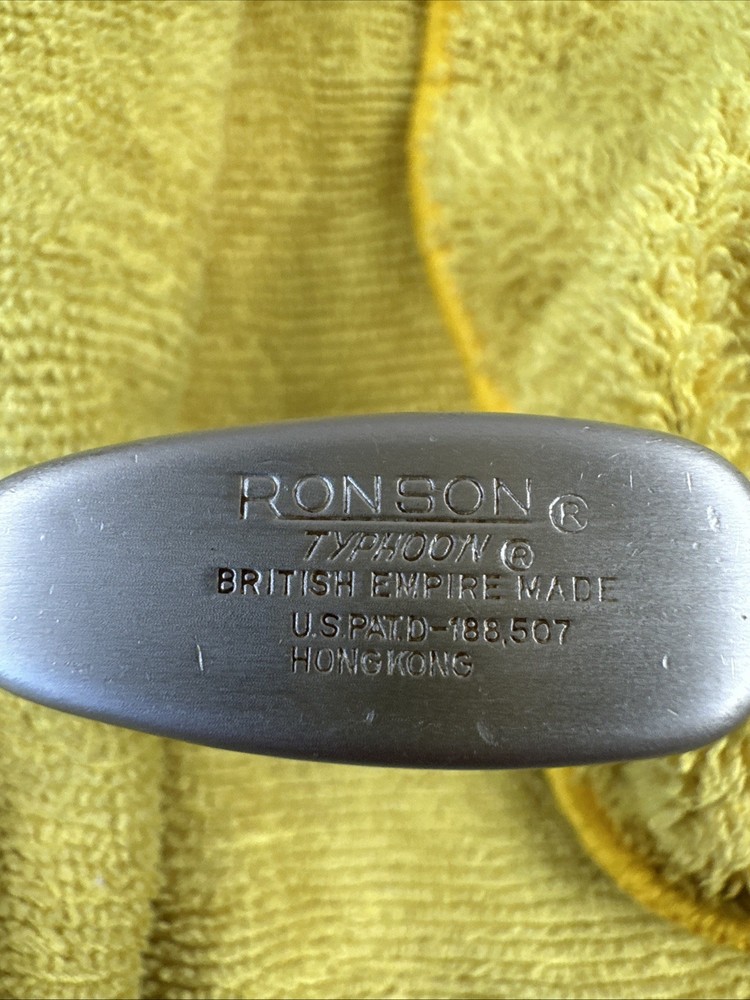 RONSON ®
TYPHOON ®
BRITISH EMPIRE MADE
U.S.PAT.D-188,507
HONGKONG